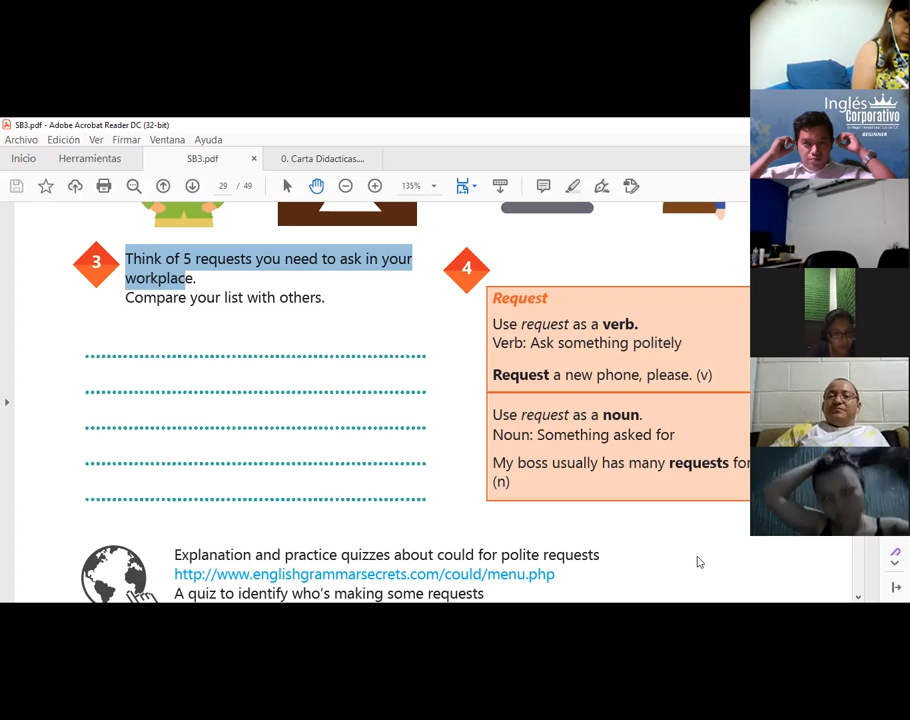 SB3.pdf - Adobe Acrobat Reader DC (32-bit)
Archivo Edición Ver Firmar Ventana Ayuda
Inicio Herramientas SB3.pdf × 0. Carta Didacticas....
29 / 49 135%
3 Think of 5 requests you need to ask in your
workplace.
Compare your list with others.
4
Request
Use request as a verb.
Verb: Ask something politely
Request a new phone, please. (v)
Use request as a noun.
Noun: Something asked for
My boss usually has many requests for
(n)
Explanation and practice quizzes about could for polite requests
http://www.englishgrammarsecrets.com/could/menu.php
A quiz to identify who's making some requests
Inglés
Corporativo
BEGINNER